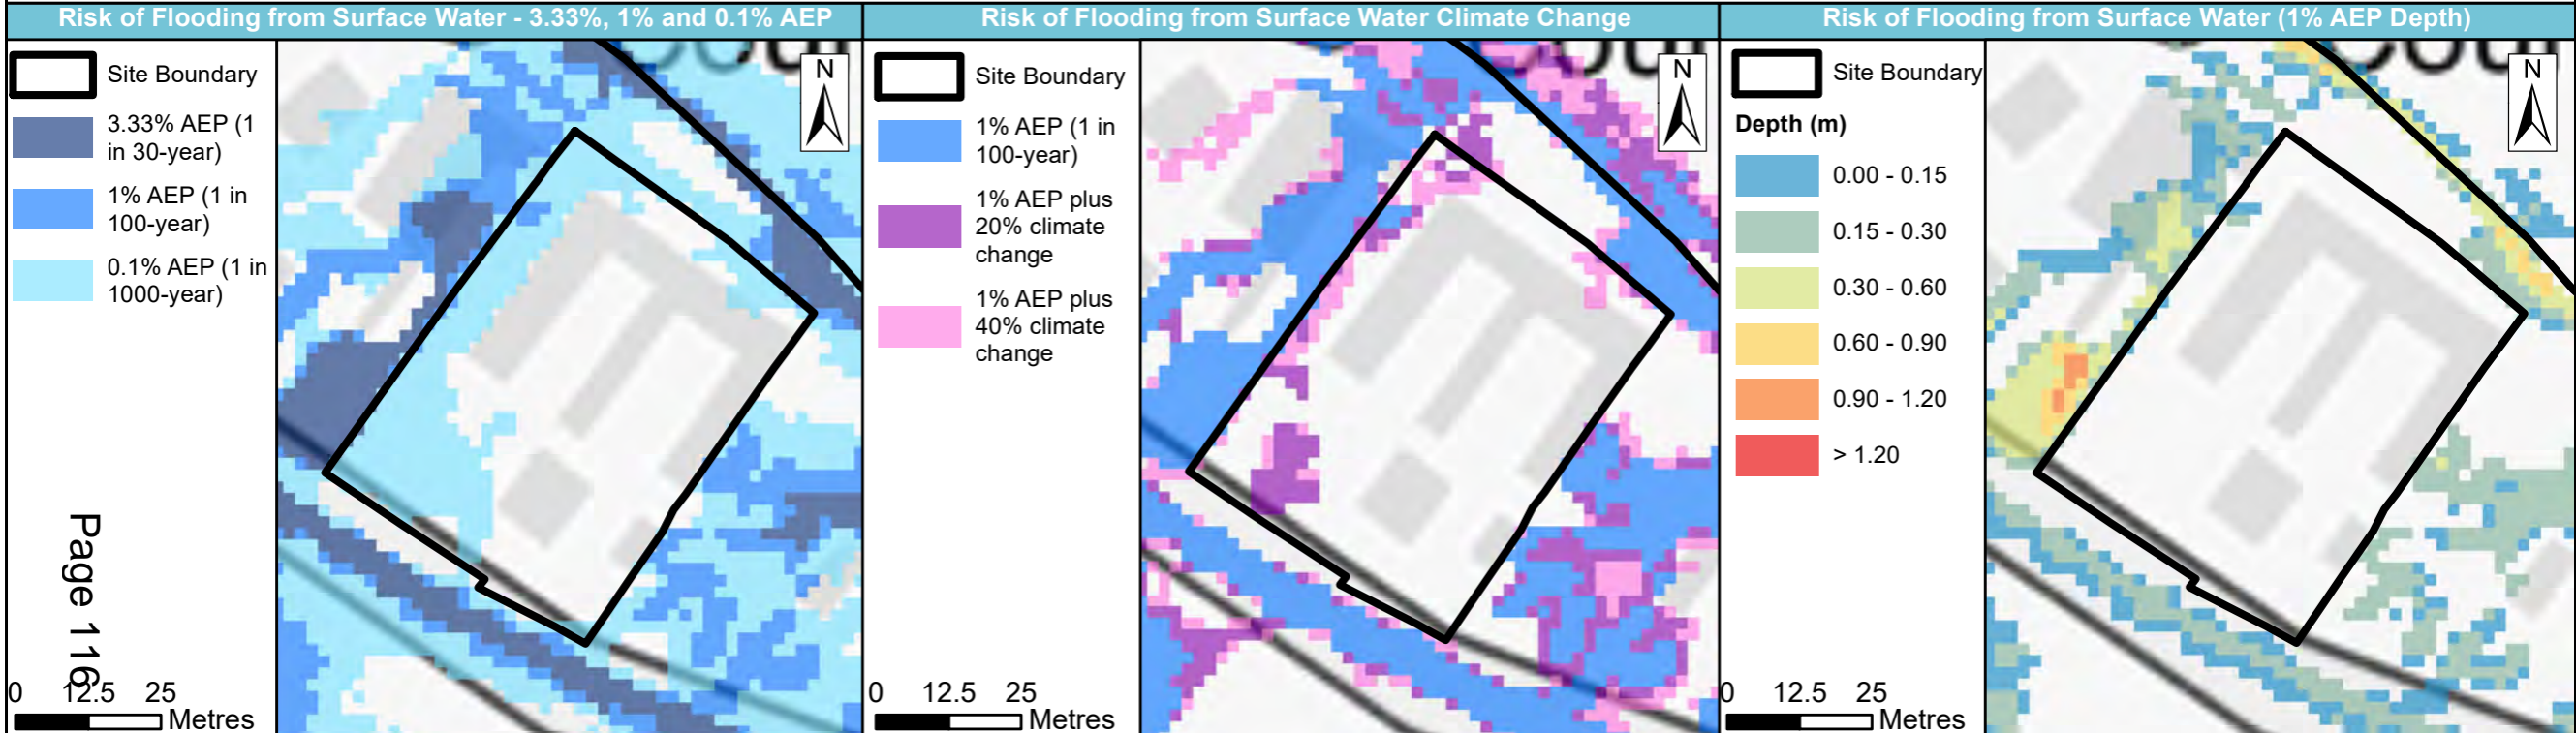 Risk of Flooding from Surface Water - 3.33%, 1% and 0.1% AEP
Site Boundary
3.33% AEP (1
in 30-year)
1% AEP (1 in
100-year)
0.1% AEP (1 in
1000-year)
N
Page 116
0 12.5 25
Metres
Risk of Flooding from Surface Water Climate Change
Site Boundary
1% AEP (1 in
100-year)
1% AEP plus
20% climate
change
1% AEP plus
40% climate
change
N
0 12.5 25
Metres
Risk of Flooding from Surface Water (1% AEP Depth)
Site Boundary
Depth (m)
0.00 - 0.15
0.15 - 0.30
0.30 - 0.60
0.60 - 0.90
0.90 - 1.20
> 1.20
N
0 12.5 25
Metres